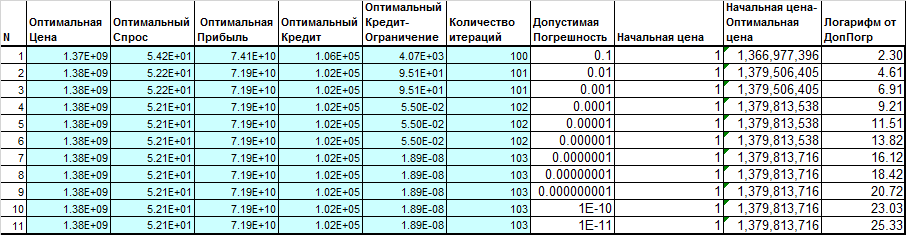 N | Оптимальная Цена | Оптимальный Спрос | Оптимальная Прибыль | Оптимальный Кредит | Оптимальный Кредит-Ограничение | Количество итераций | Допустимая Погрешность | Начальная цена | Начальная цена-Оптимальная цена | Логарифм от ДопПогр
1 | 1.37E+09 | 5.42E+01 | 7.41E+10 | 1.06E+05 | 4.07E+03 | 100 | 0.1 | 1 | 1,366,977,396 | 2.30
2 | 1.38E+09 | 5.22E+01 | 7.19E+10 | 1.02E+05 | 9.51E+01 | 101 | 0.01 | 1 | 1,379,506,405 | 4.61
3 | 1.38E+09 | 5.22E+01 | 7.19E+10 | 1.02E+05 | 9.51E+01 | 101 | 0.001 | 1 | 1,379,506,405 | 6.91
4 | 1.38E+09 | 5.21E+01 | 7.19E+10 | 1.02E+05 | 5.50E-02 | 102 | 0.0001 | 1 | 1,379,813,538 | 9.21
5 | 1.38E+09 | 5.21E+01 | 7.19E+10 | 1.02E+05 | 5.50E-02 | 102 | 0.00001 | 1 | 1,379,813,538 | 11.51
6 | 1.38E+09 | 5.21E+01 | 7.19E+10 | 1.02E+05 | 5.50E-02 | 102 | 0.000001 | 1 | 1,379,813,538 | 13.82
7 | 1.38E+09 | 5.21E+01 | 7.19E+10 | 1.02E+05 | 1.89E-08 | 103 | 0.0000001 | 1 | 1,379,813,716 | 16.12
8 | 1.38E+09 | 5.21E+01 | 7.19E+10 | 1.02E+05 | 1.89E-08 | 103 | 0.00000001 | 1 | 1,379,813,716 | 18.42
9 | 1.38E+09 | 5.21E+01 | 7.19E+10 | 1.02E+05 | 1.89E-08 | 103 | 0.000000001 | 1 | 1,379,813,716 | 20.72
10 | 1.38E+09 | 5.21E+01 | 7.19E+10 | 1.02E+05 | 1.89E-08 | 103 | 1E-10 | 1 | 1,379,813,716 | 23.03
11 | 1.38E+09 | 5.21E+01 | 7.19E+10 | 1.02E+05 | 1.89E-08 | 103 | 1E-11 | 1 | 1,379,813,716 | 25.33